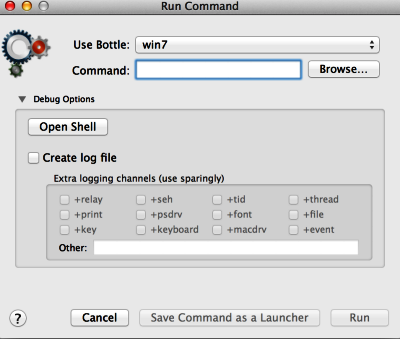 Run Command
Use Bottle: win7
Command: Browse...
Debug Options
Open Shell
Create log file
Extra logging channels (use sparingly)
+relay +seh +tid +thread
+print +psdrv +font +file
+key +keyboard +macdrv +event
Other:
? Cancel Save Command as a Launcher Run